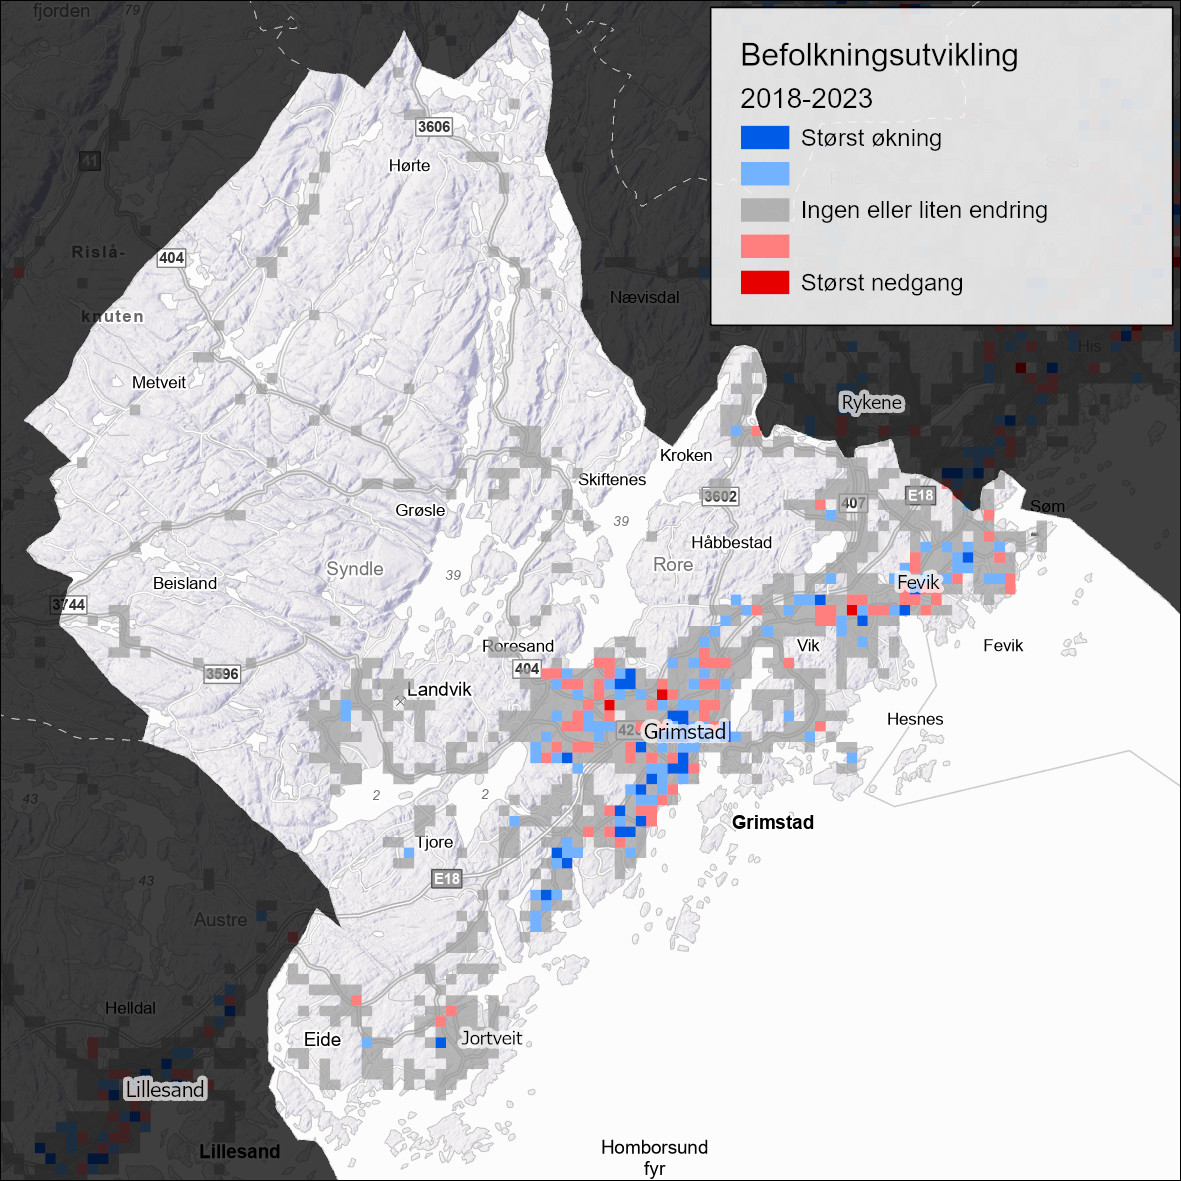 fjorden
79
Befolkningsutvikling
2018-2023
Størst økning
Ingen eller liten endring
Størst nedgang
3606
41
Hørte
Rislå-
404
knuten
Nævisdal
His
Metveit
Rykene
Kroken
Skiftenes
3602
E18
407
Søm
Grøsle
39
Håbbestad
Rore
Syndle
39
Beisland
Fevik
3744
Roresand
Vik
Fevik
404
3596
Landvik
Hesnes
420
Grimstad
43
2
2
Grimstad
Tjore
E18
43
Austre
Helldal
Eide
Jortveit
Lillesand
Lillesand
Homborsund
fyr